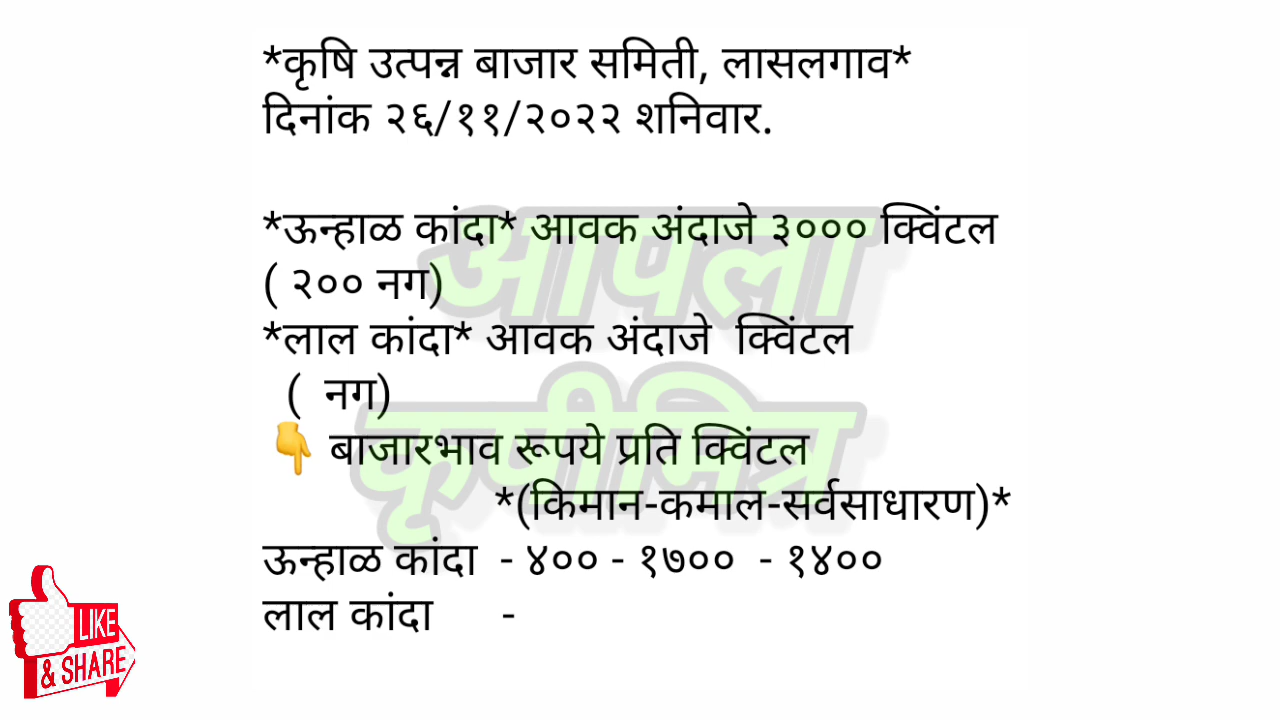 *कृषि उत्पन्न बाजार समिती, लासलगाव*
दिनांक २६/११/२०२२ शनिवार.
*ऊन्हाळ कांदा* आवक अंदाजे ३००० क्विंटल
( २०० नग)
*लाल कांदा* आवक अंदाजे  क्विंटल
(  नग)
👇 बाजारभाव रूपये प्रति क्विंटल
*(किमान-कमाल-सर्वसाधारण)*
ऊन्हाळ कांदा  - ४०० - १७००  - १४००
लाल कांदा      -
आपला
कृषीमित्र
LIKE
& SHARE